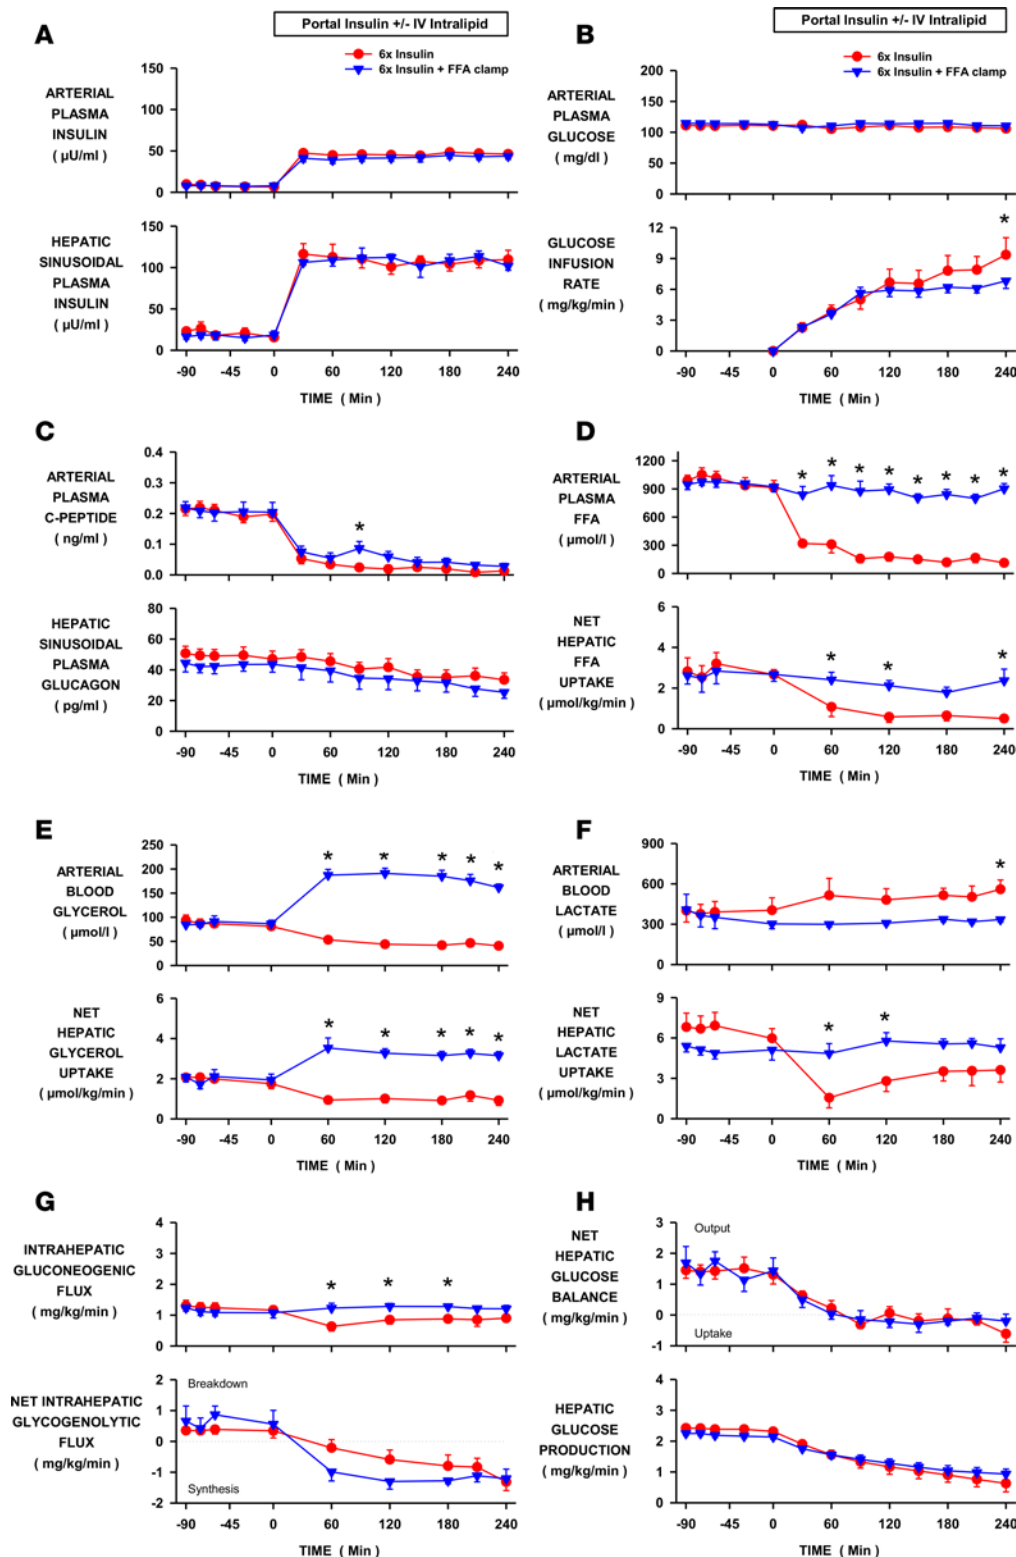 A
Portal Insulin +/- IV Intralipid
6x Insulin
6x Insulin + FFA clamp
ARTERIAL
PLASMA
INSULIN
( µU/ml )
150
100
50
0
HEPATIC
SINUSOIDAL
PLASMA
INSULIN
( µU/ml )
150
100
50
0
-90 -45 0 60 120 180 240
TIME ( Min )
B
Portal Insulin +/- IV Intralipid
6x Insulin
6x Insulin + FFA clamp
ARTERIAL
PLASMA
GLUCOSE
( mg/dl )
200
150
100
50
0
GLUCOSE
INFUSION
RATE
( mg/kg/min )
12
9
6
3
0
*
-90 -45 0 60 120 180 240
TIME ( Min )
C
ARTERIAL
PLASMA
C-PEPTIDE
( ng/ml )
0.4
0.3
0.2
0.1
0.0
*
HEPATIC
SINUSOIDAL
PLASMA
GLUCAGON
( pg/ml )
80
60
40
20
0
-90 -45 0 60 120 180 240
TIME ( Min )
D
ARTERIAL
PLASMA
FFA
( µmol/l )
1200
900
600
300
0
* * * * * * * *
NET
HEPATIC
FFA
UPTAKE
( µmol/kg/min )
6
4
2
0
* * *
-90 -45 0 60 120 180 240
TIME ( Min )
E
ARTERIAL
BLOOD
GLYCEROL
( µmol/l )
250
200
150
100
50
0
* * * * *
NET
HEPATIC
GLYCEROL
UPTAKE
( µmol/kg/min )
6
4
2
0
* * * * *
-90 -45 0 60 120 180 240
TIME ( Min )
F
ARTERIAL
BLOOD
LACTATE
( µmol/l )
900
600
300
0
*
NET
HEPATIC
LACTATE
UPTAKE
( µmol/kg/min )
9
6
3
0
* *
-90 -45 0 60 120 180 240
TIME ( Min )
G
INTRAHEPATIC
GLUCONEOGENIC
FLUX
( mg/kg/min )
4
3
2
1
0
* * *
NET INTRAHEPATIC
GLYCOGENOLYTIC
FLUX
( mg/kg/min )
2
1
0
-1
-2
Breakdown
Synthesis
-90 -45 0 60 120 180 240
TIME ( Min )
H
NET
HEPATIC
GLUCOSE
BALANCE
( mg/kg/min )
3
2
1
0
-1
Output
Uptake
HEPATIC
GLUCOSE
PRODUCTION
( mg/kg/min )
4
3
2
1
0
-90 -45 0 60 120 180 240
TIME ( Min )